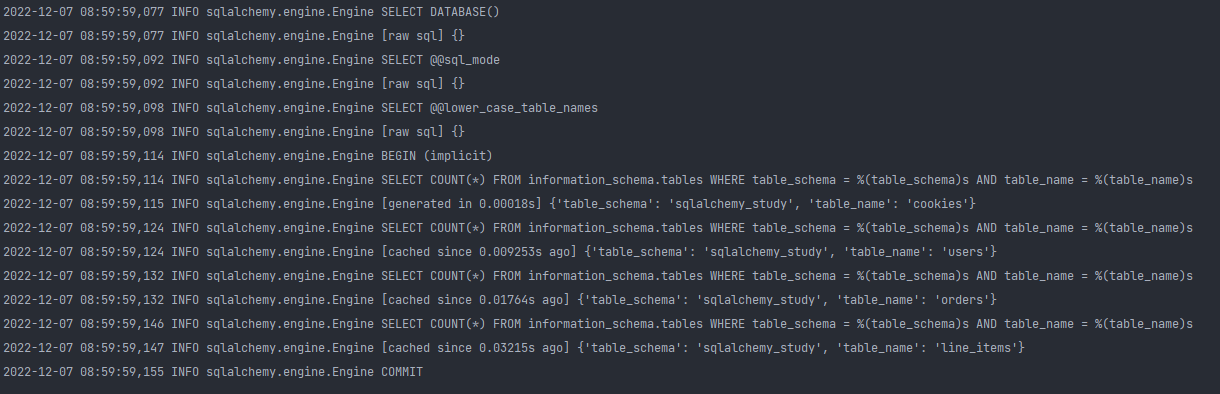 2022-12-07 08:59:59,077 INFO sqlalchemy.engine.Engine SELECT DATABASE()
2022-12-07 08:59:59,077 INFO sqlalchemy.engine.Engine [raw sql] {}
2022-12-07 08:59:59,092 INFO sqlalchemy.engine.Engine SELECT @@sql_mode
2022-12-07 08:59:59,092 INFO sqlalchemy.engine.Engine [raw sql] {}
2022-12-07 08:59:59,098 INFO sqlalchemy.engine.Engine SELECT @@lower_case_table_names
2022-12-07 08:59:59,098 INFO sqlalchemy.engine.Engine [raw sql] {}
2022-12-07 08:59:59,114 INFO sqlalchemy.engine.Engine BEGIN (implicit)
2022-12-07 08:59:59,114 INFO sqlalchemy.engine.Engine SELECT COUNT(*) FROM information_schema.tables WHERE table_schema = %(table_schema)s AND table_name = %(table_name)s
2022-12-07 08:59:59,115 INFO sqlalchemy.engine.Engine [generated in 0.00018s] {'table_schema': 'sqlalchemy_study', 'table_name': 'cookies'}
2022-12-07 08:59:59,124 INFO sqlalchemy.engine.Engine SELECT COUNT(*) FROM information_schema.tables WHERE table_schema = %(table_schema)s AND table_name = %(table_name)s
2022-12-07 08:59:59,124 INFO sqlalchemy.engine.Engine [cached since 0.009253s ago] {'table_schema': 'sqlalchemy_study', 'table_name': 'users'}
2022-12-07 08:59:59,132 INFO sqlalchemy.engine.Engine SELECT COUNT(*) FROM information_schema.tables WHERE table_schema = %(table_schema)s AND table_name = %(table_name)s
2022-12-07 08:59:59,132 INFO sqlalchemy.engine.Engine [cached since 0.01764s ago] {'table_schema': 'sqlalchemy_study', 'table_name': 'orders'}
2022-12-07 08:59:59,146 INFO sqlalchemy.engine.Engine SELECT COUNT(*) FROM information_schema.tables WHERE table_schema = %(table_schema)s AND table_name = %(table_name)s
2022-12-07 08:59:59,147 INFO sqlalchemy.engine.Engine [cached since 0.03215s ago] {'table_schema': 'sqlalchemy_study', 'table_name': 'line_items'}
2022-12-07 08:59:59,155 INFO sqlalchemy.engine.Engine COMMIT